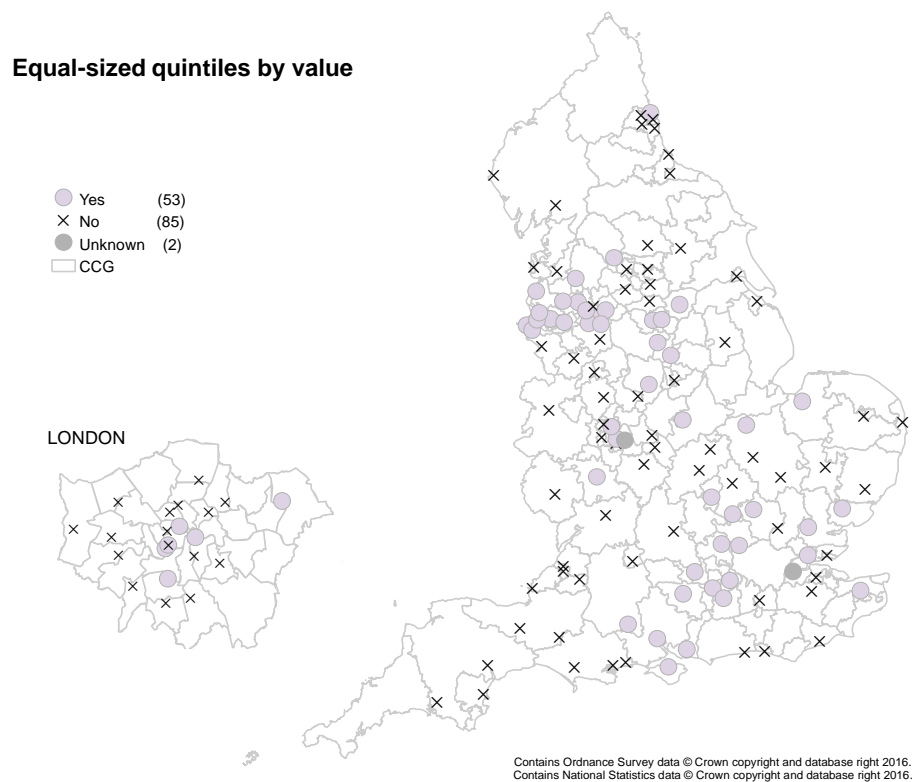 Equal-sized quintiles by value
Yes (53)
No (85)
Unknown (2)
CCG
LONDON
Contains Ordnance Survey data © Crown copyright and database right 2016.
Contains National Statistics data © Crown copyright and database right 2016.